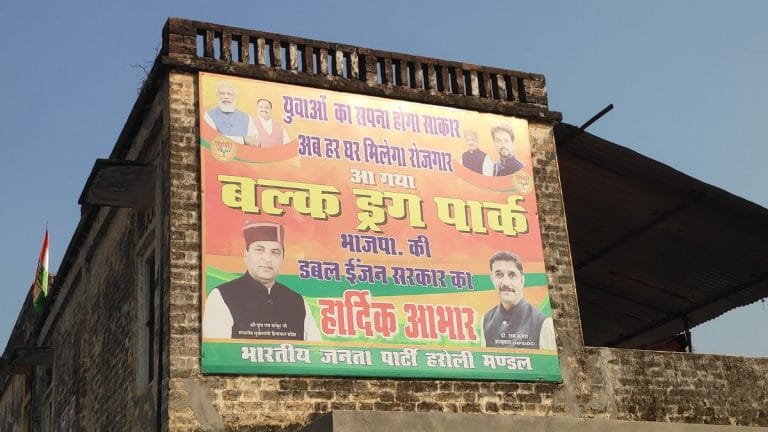 युवाओं का सपना होगा साकार
अब हर घर मिलेगा रोजगार
आ गया
बल्क ड्रग पार्क
भाजपा. की
डबल ईंजन सरकार का
हार्दिक आभार
भारतीय जनता पार्टी हरोली मण्डल